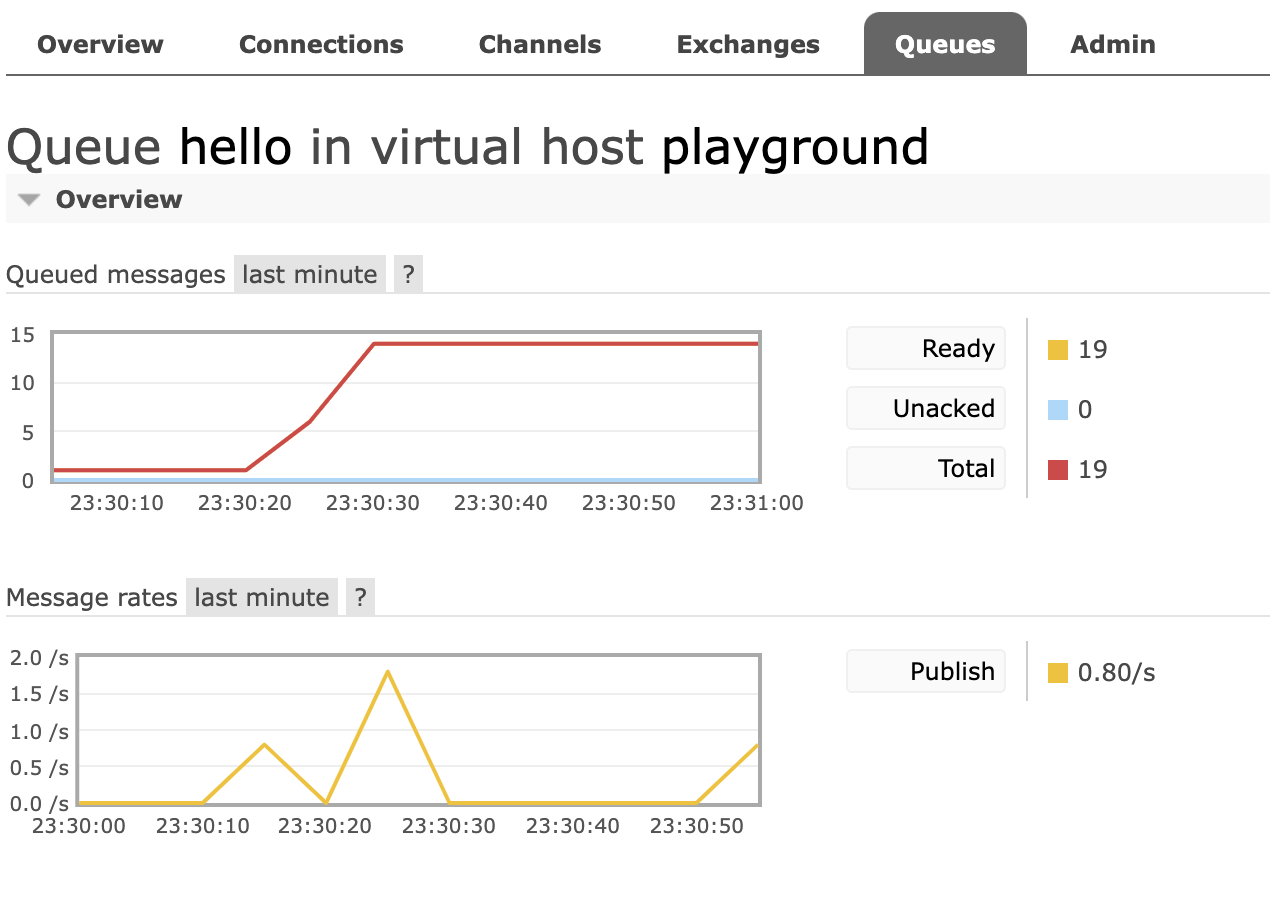 Overview Connections Channels Exchanges Queues Admin
Queue hello in virtual host playground
Overview
Queued messages last minute ?
15
10
5
0
23:30:10 23:30:20 23:30:30 23:30:40 23:30:50 23:31:00
Ready 19
Unacked 0
Total 19
Message rates last minute ?
2.0 /s
1.5 /s
1.0 /s
0.5 /s
0.0 /s
23:30:00 23:30:10 23:30:20 23:30:30 23:30:40 23:30:50
Publish 0.80/s